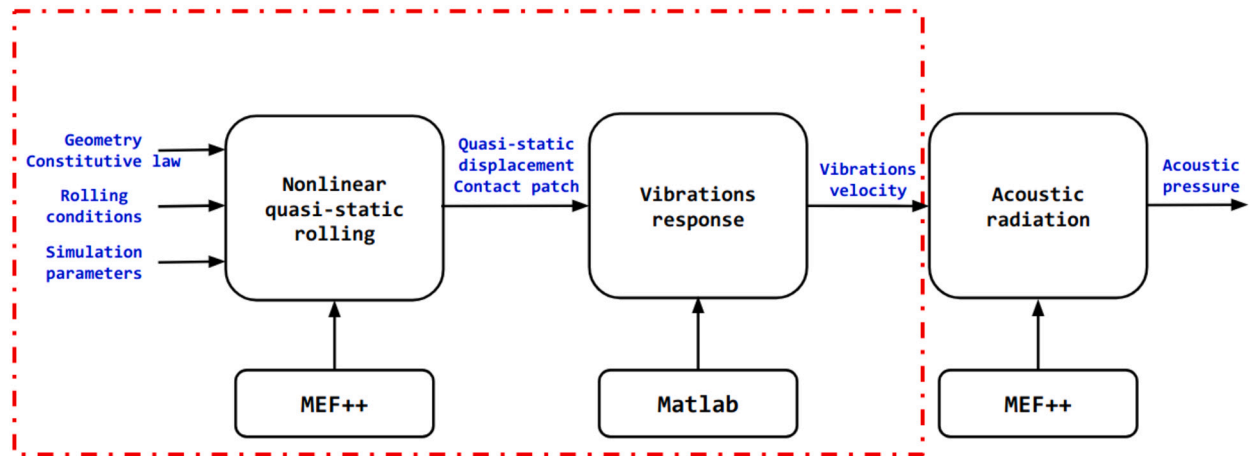 Geometry
Constitutive law
Rolling
conditions
Simulation
parameters
Nonlinear
quasi-static
rolling
Quasi-static
displacement
Contact patch
Vibrations
response
Vibrations
velocity
Acoustic
radiation
Acoustic
pressure
MEF++
Matlab
MEF++